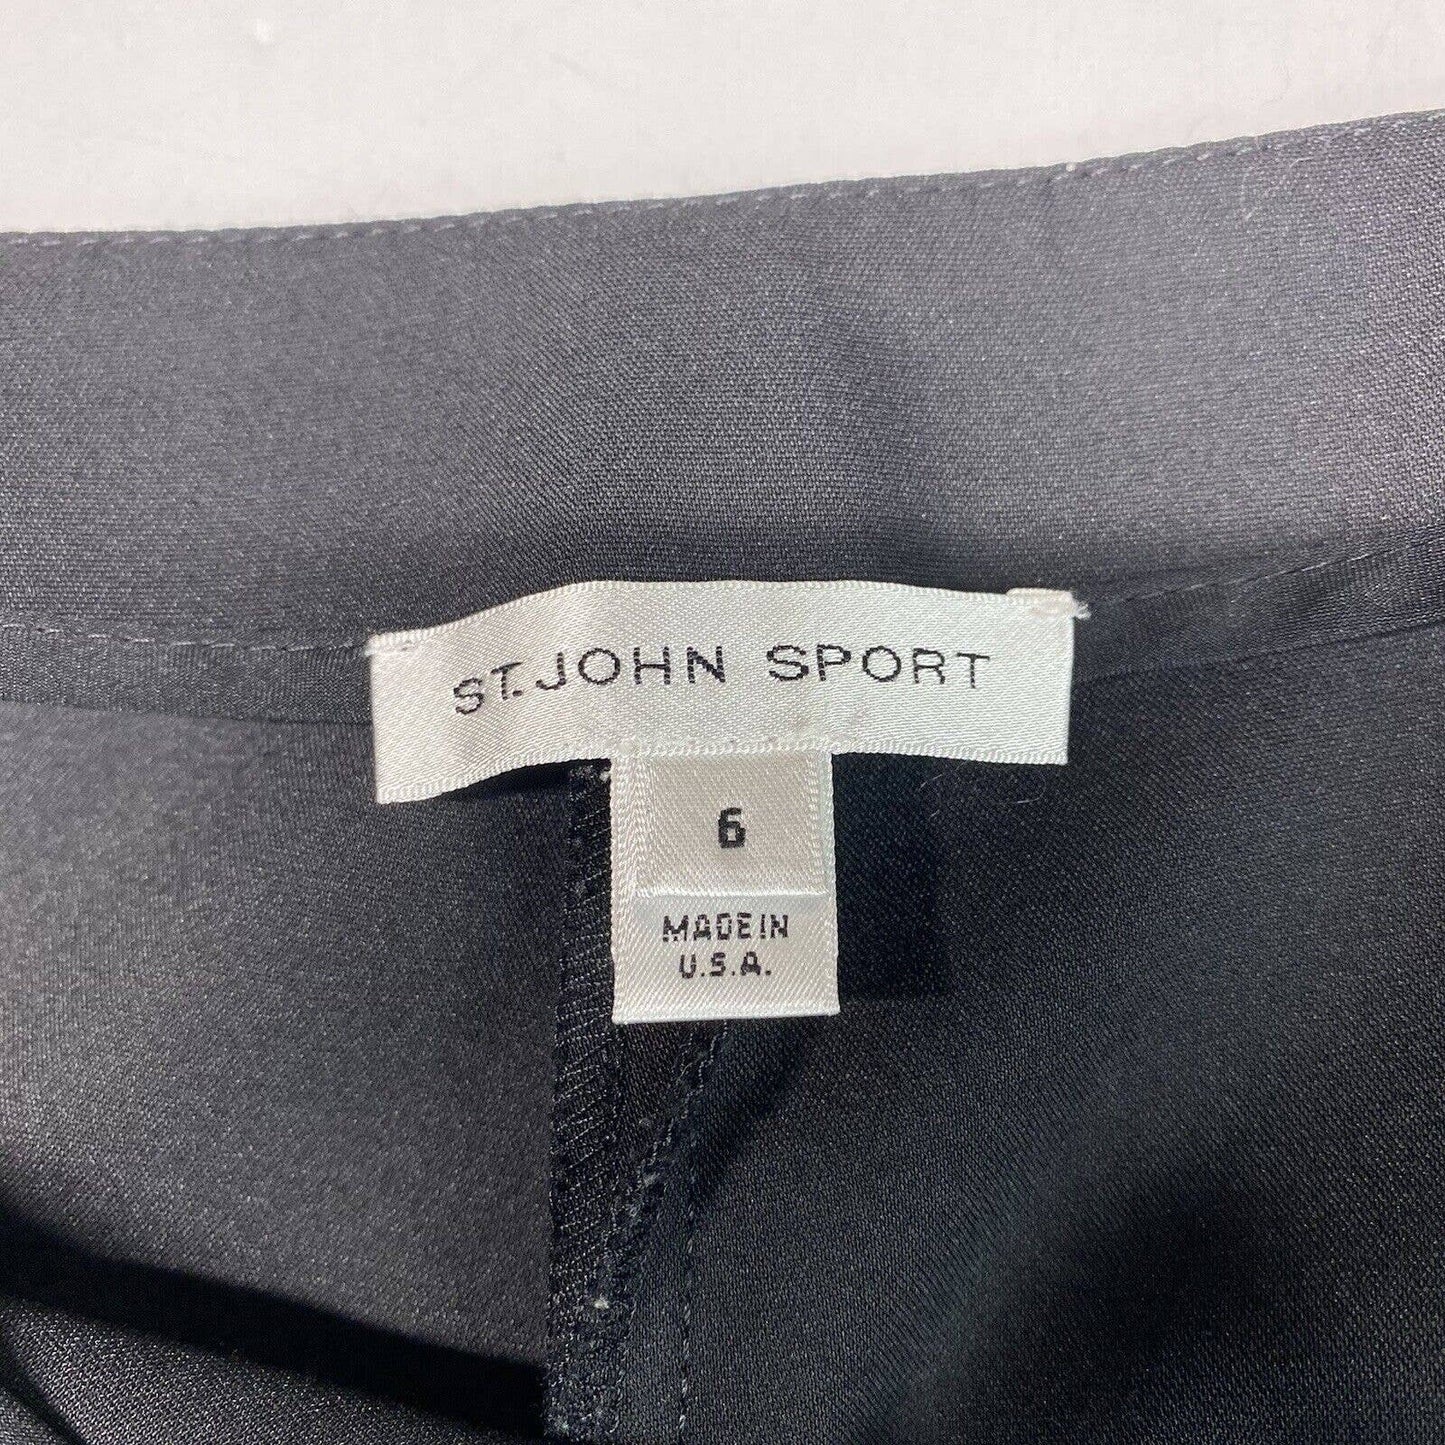 ST. JOHN SPORT
6
MADE IN
U.S.A.